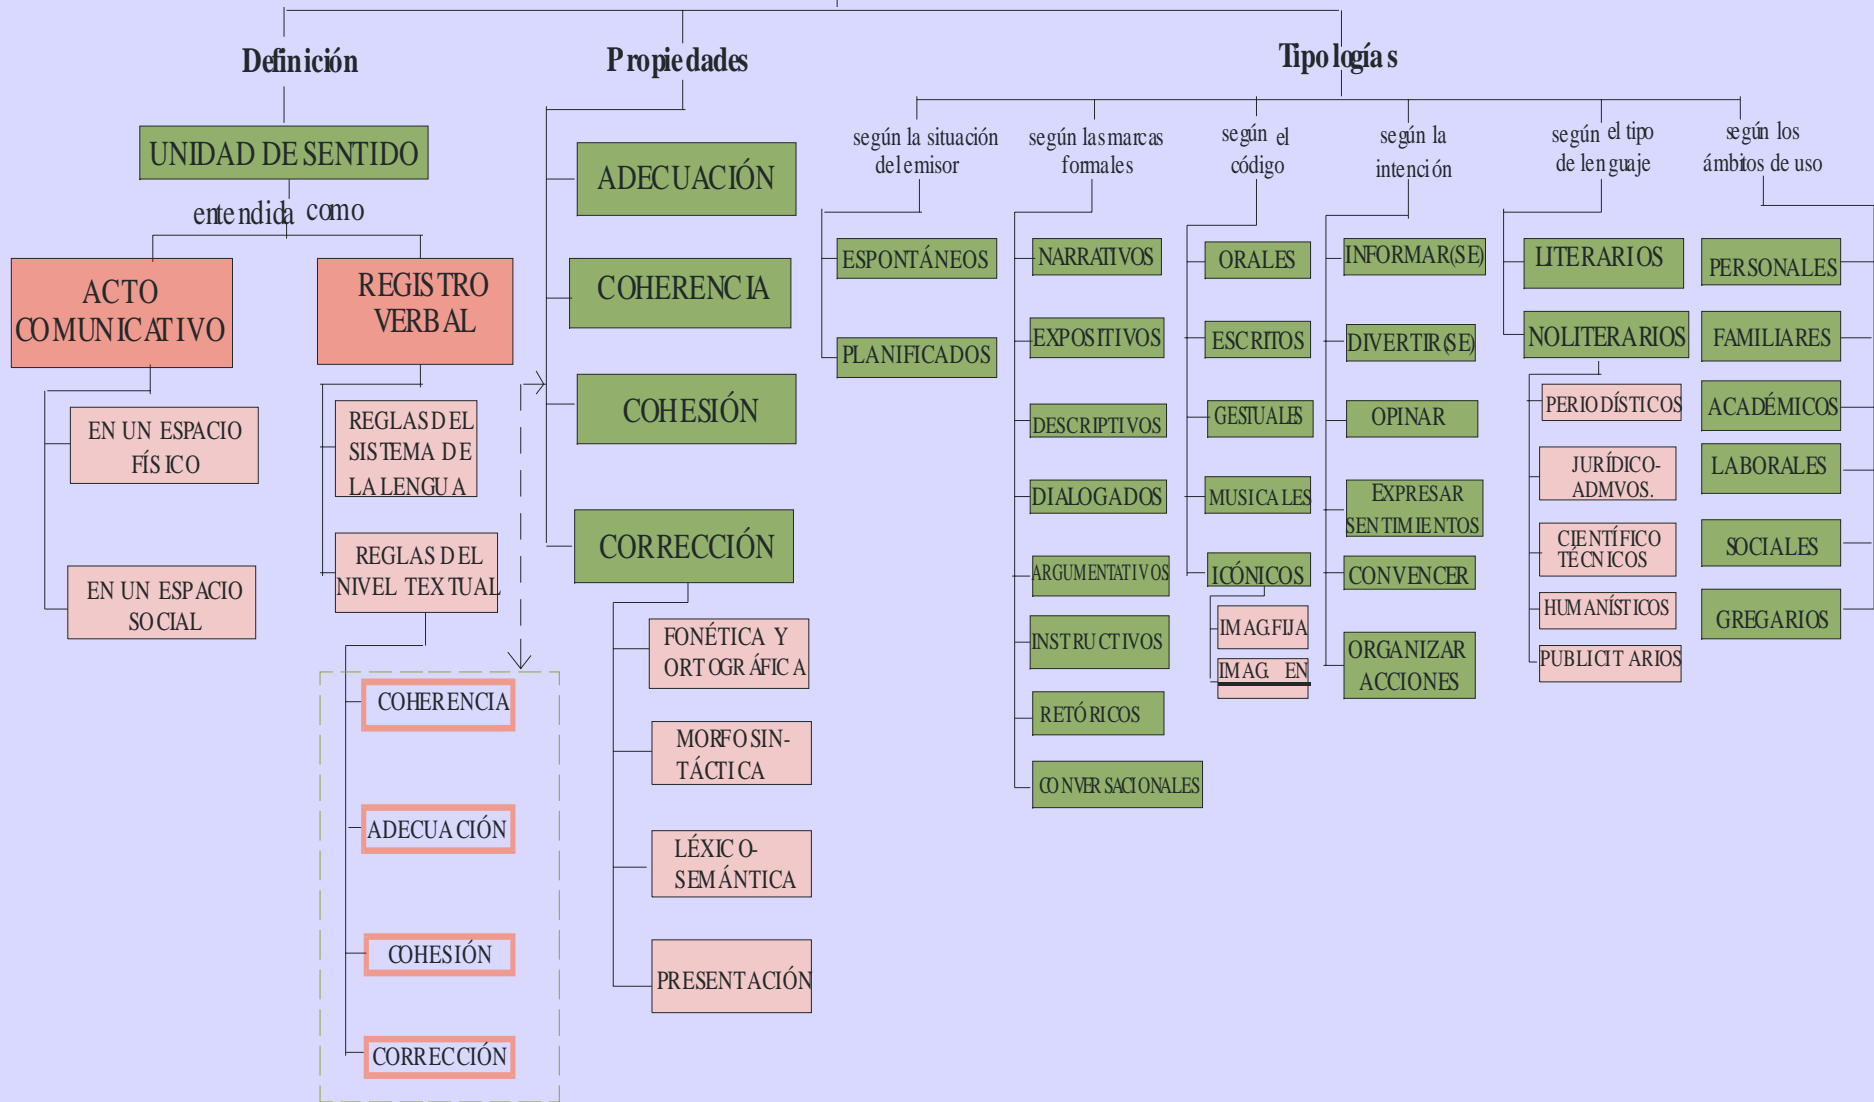 Definición
UNIDAD DE SENTIDO
entendida como
ACTO
COMUNICATIVO
EN UN ESPACIO
FÍSICO
EN UN ESPACIO
SOCIAL
REGISTRO
VERBAL
REGLAS DEL
SISTEMA DE
LA LENGUA
REGLAS DEL
NIVEL TEXTUAL
COHERENCIA
ADECUACIÓN
COHESIÓN
CORRECCIÓN
Propiedades
ADECUACIÓN
COHERENCIA
COHESIÓN
CORRECCIÓN
FONÉTICA Y
ORTOGRÁFICA
MORFOSIN-
TÁCTICA
LÉXICO-
SEMÁNTICA
PRESENTACIÓN
Tipologías
según la situación
del emisor
ESPONTÁNEOS
PLANIFICADOS
según las marcas
formales
NARRATIVOS
EXPOSITIVOS
DESCRIPTIVOS
DIALOGADOS
ARGUMENTATIVOS
INSTRUCTIVOS
RETÓRICOS
CONVERSACIONALES
según el
código
ORALES
ESCRITOS
GESTUALES
MUSICALES
ICÓNICOS
IMAG.FIJA
IMAG. EN
según la
intención
INFORMAR(SE)
DIVERTIR(SE)
OPINAR
EXPRESAR
SENTIMIENTOS
CONVENCER
ORGANIZAR
ACCIONES
según el tipo
de lenguaje
LITERARIOS
NO LITERARIOS
PERIODÍSTICOS
JURÍDICO-
ADMVOS.
CIENTÍFICO
TÉCNICOS
HUMANÍSTICOS
PUBLICITARIOS
según los
ámbitos de uso
PERSONALES
FAMILIARES
ACADÉMICOS
LABORALES
SOCIALES
GREGARIOS